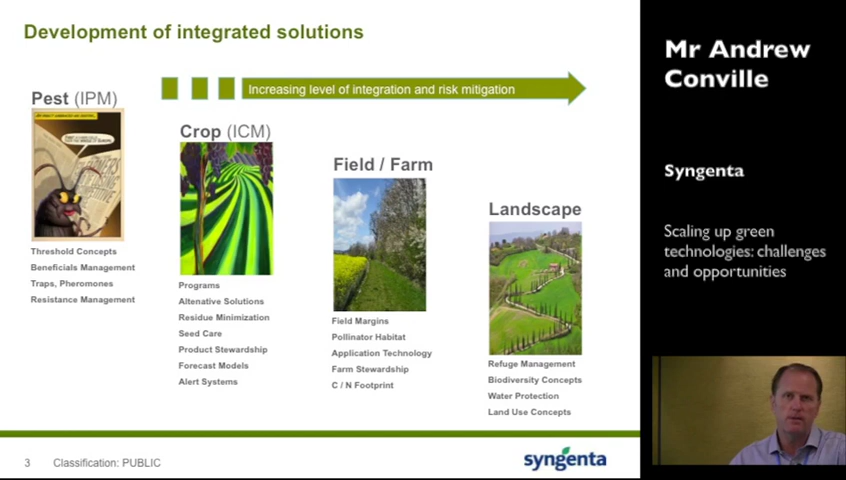 Development of integrated solutions
Increasing level of integration and risk mitigation
Pest (IPM)
Threshold Concepts
Beneficials Management
Traps, Pheromones
Resistance Management
Crop (ICM)
Programs
Altenative Solutions
Residue Minimization
Seed Care
Product Stewardship
Forecast Models
Alert Systems
Field / Farm
Field Margins
Pollinator Habitat
Application Technology
Farm Stewardship
C / N Footprint
Landscape
Refuge Management
Biodiversity Concepts
Water Protection
Land Use Concepts
3 Classification: PUBLIC
syngenta
Mr Andrew
Conville
Syngenta
Scaling up green
technologies: challenges
and opportunities